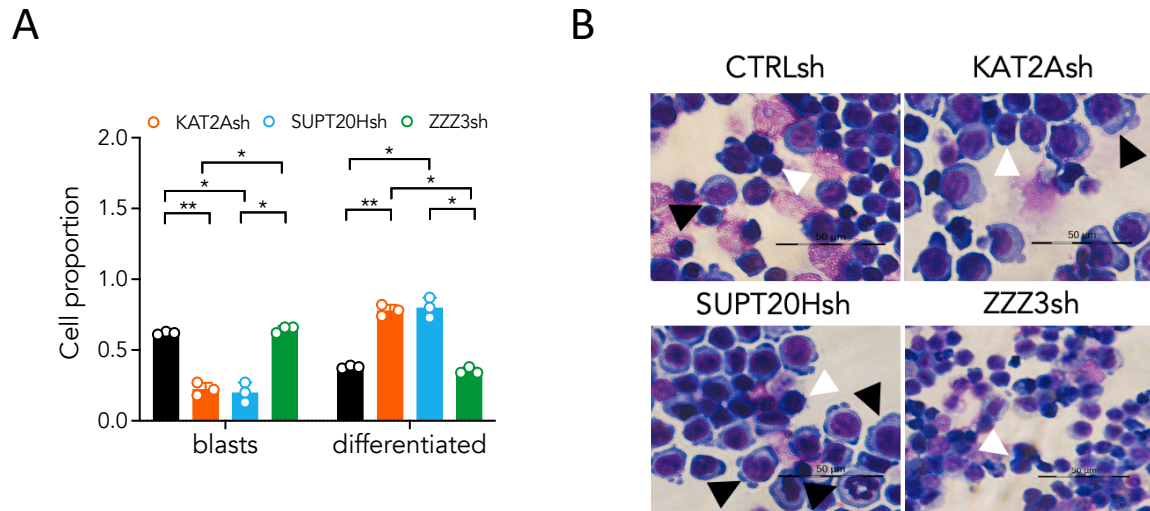 A
B
KAT2Ash SUPT20Hsh ZZZ3sh
2.0
1.5
1.0
0.5
0.0
Cell proportion
* * ** *
* ** * *
blasts differentiated
CTRLsh KAT2Ash
50 µm 50 µm
SUPT20Hsh ZZZ3sh
50 µm 50 µm